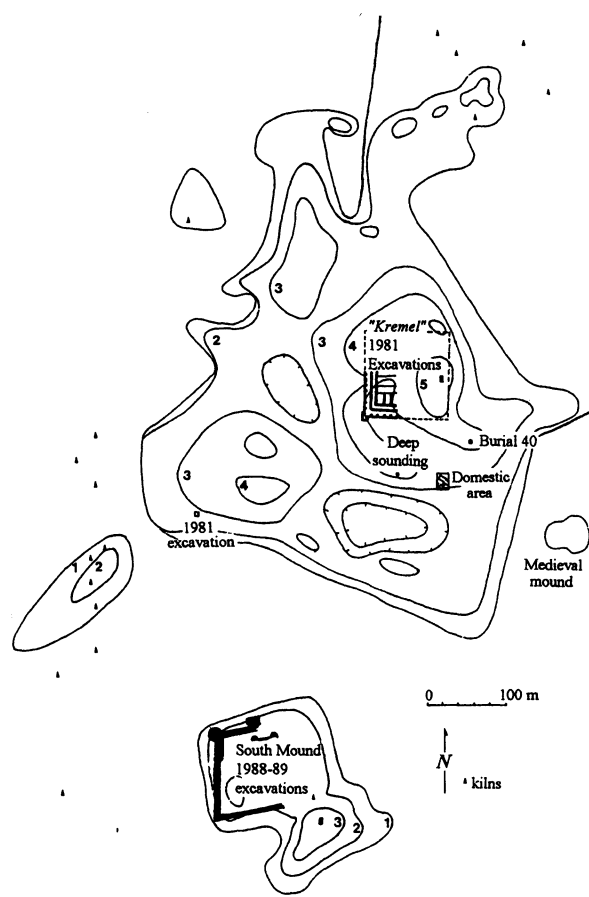 3
2
"Kremel"
3
4
1981
Excavations
5
Burial 40
Deep
sounding
Domestic
area
3
4
1981
excavation
Medieval
mound
1
2
0 100 m
N
kilns
South Mound
1988-89
excavations
3
2
1